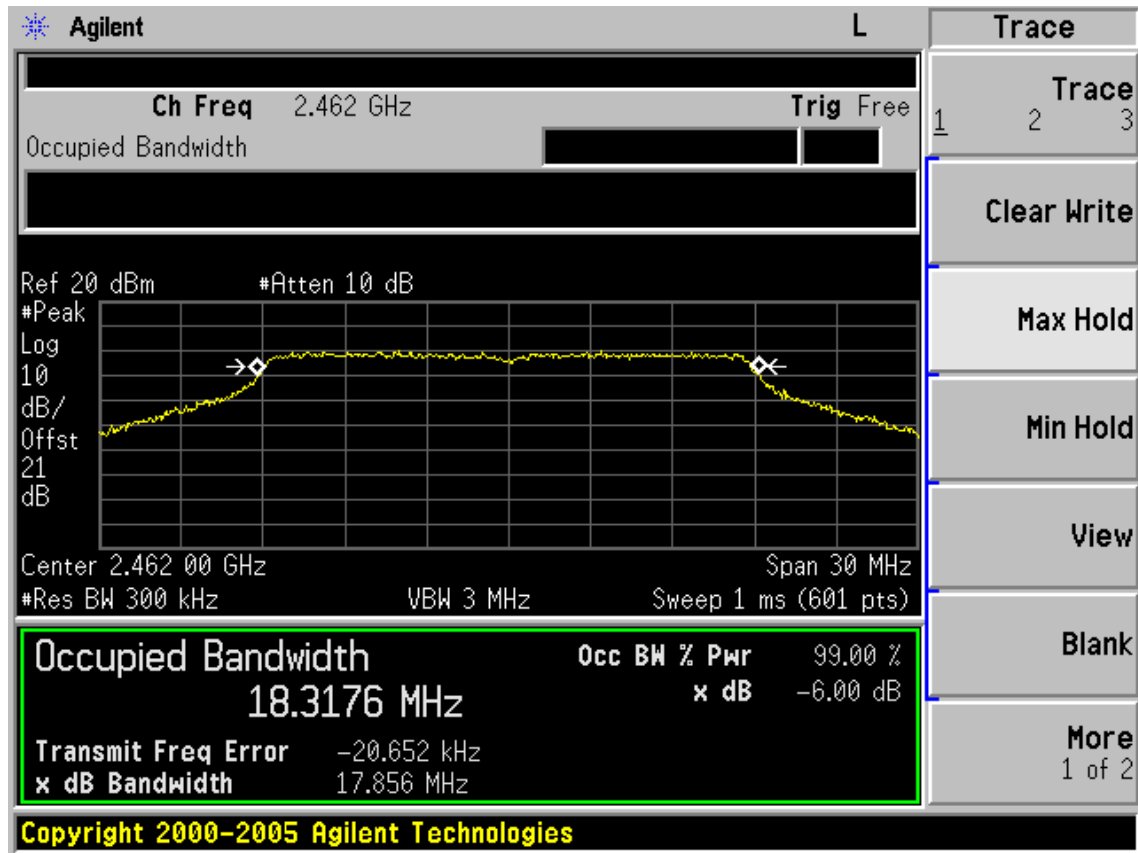 Agilent L Trace
Ch Freq 2.462 GHz Trig Free
Occupied Bandwidth
Trace
1 2 3
Clear Write
Max Hold
Min Hold
View
Blank
More
1 of 2
Ref 20 dBm #Atten 10 dB
#Peak
Log
10
dB/
Offst
21
dB
Center 2.462 00 GHz Span 30 MHz
#Res BW 300 kHz VBW 3 MHz Sweep 1 ms (601 pts)
Occupied Bandwidth Occ BW % Pwr 99.00 %
18.3176 MHz x dB -6.00 dB
Transmit Freq Error -20.652 kHz
x dB Bandwidth 17.856 MHz
Copyright 2000-2005 Agilent Technologies